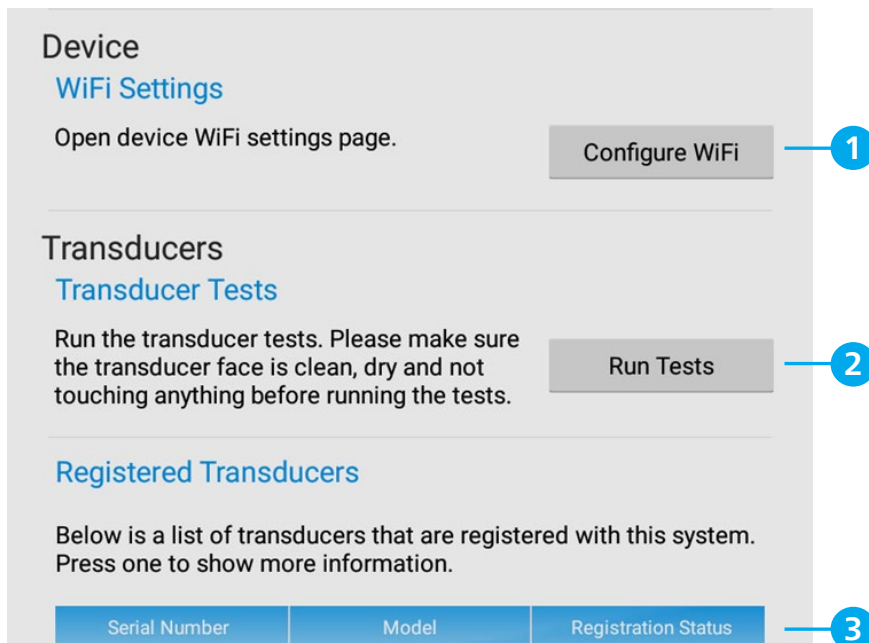 Device
WiFi Settings
Open device WiFi settings page.
Configure WiFi
1
Transducers
Transducer Tests
Run the transducer tests. Please make sure
the transducer face is clean, dry and not
touching anything before running the tests.
Run Tests
2
Registered Transducers
Below is a list of transducers that are registered with this system.
Press one to show more information.
Serial Number Model Registration Status
3